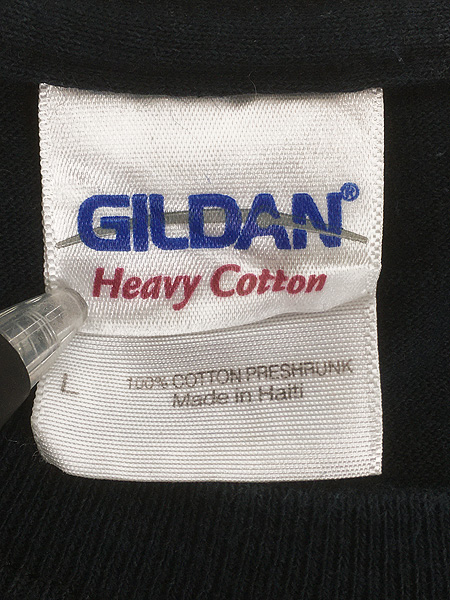 GILDAN®
Heavy Cotton
L
100% COTTON PRESHRUNK
Made in Haiti